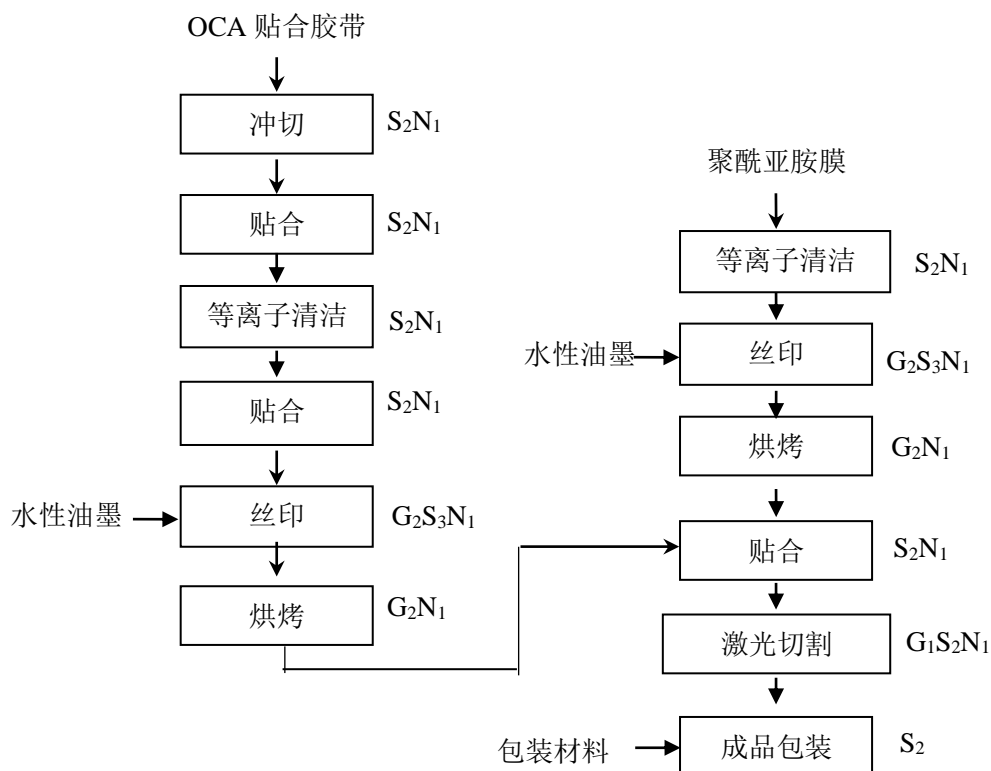 OCA 贴合胶带
冲切 S₂N₁
贴合 S₂N₁
等离子清洁 S₂N₁
贴合 S₂N₁
水性油墨 丝印 G₂S₃N₁
烘烤 G₂N₁
聚酰亚胺膜
等离子清洁 S₂N₁
水性油墨 丝印 G₂S₃N₁
烘烤 G₂N₁
贴合 S₂N₁
激光切割 G₁S₂N₁
包装材料 成品包装 S₂